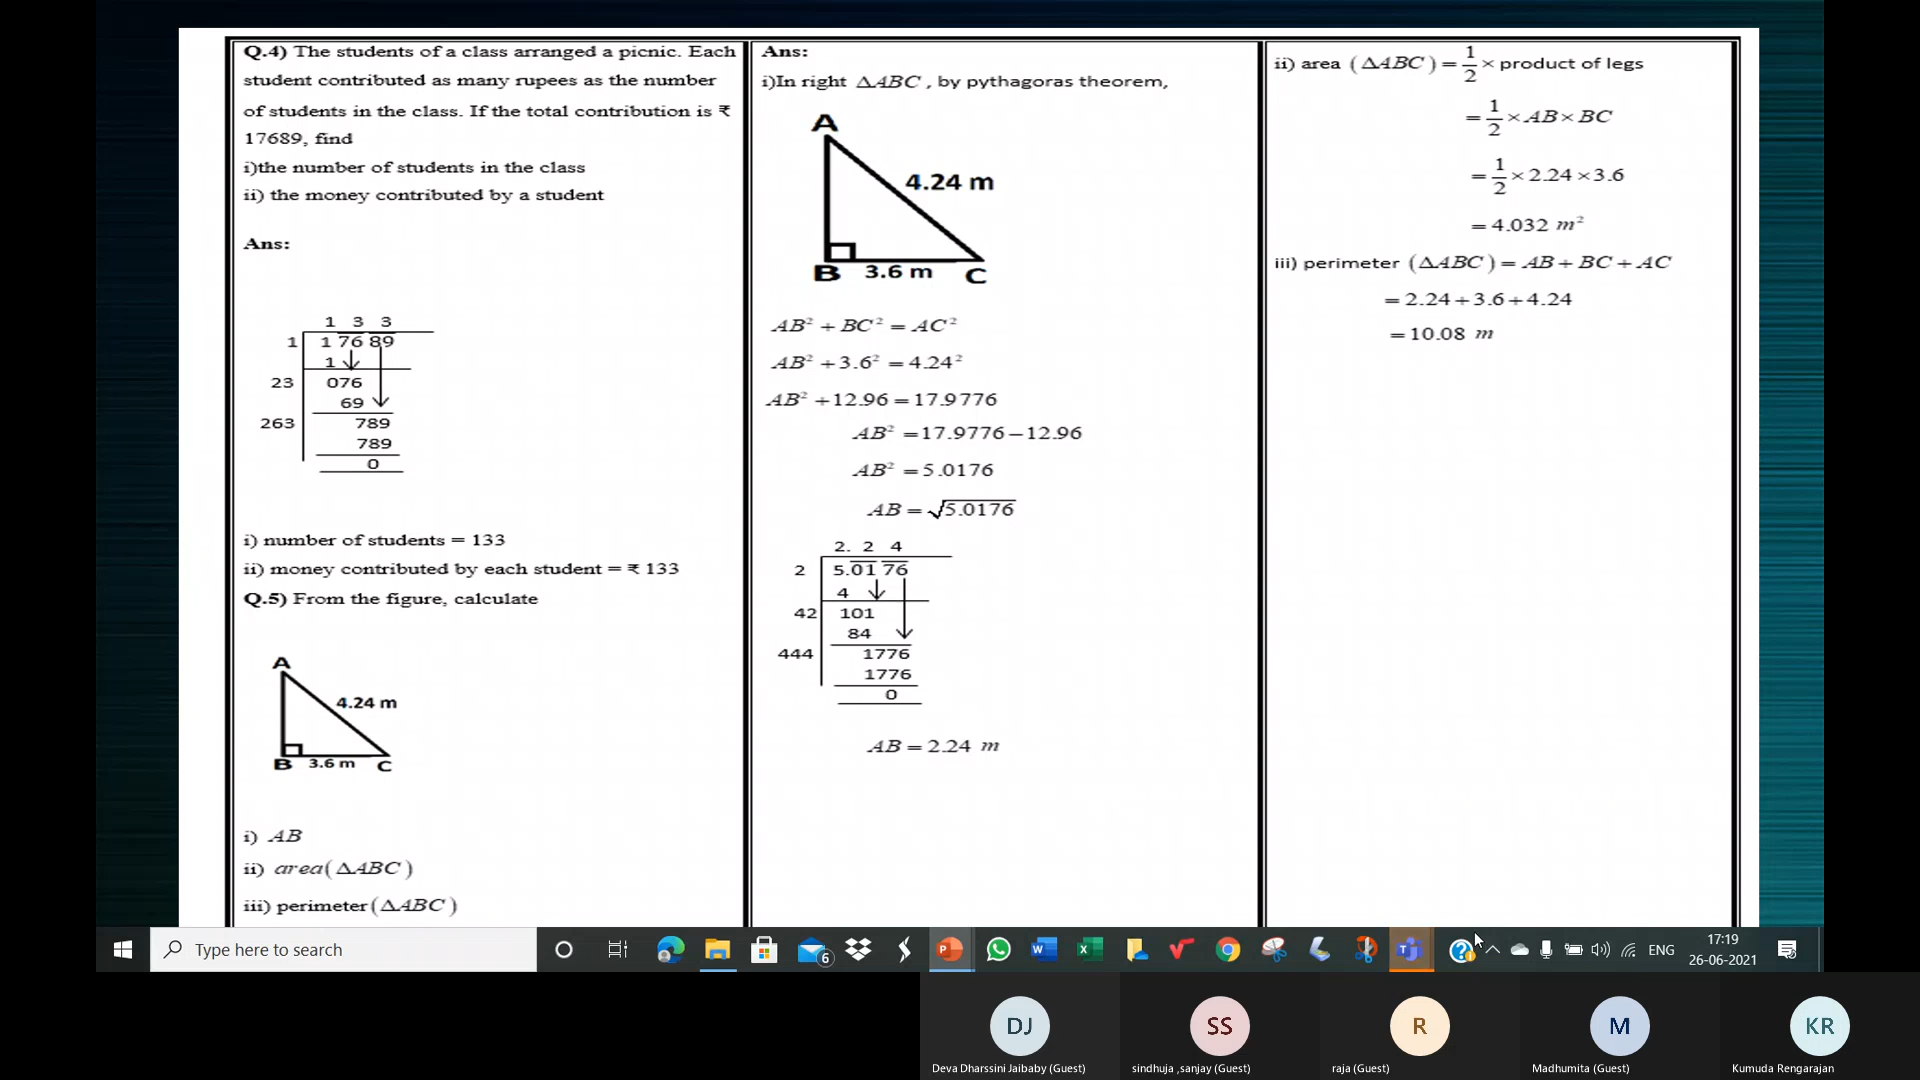 Q.4) The students of a class arranged a picnic. Each
student contributed as many rupees as the number
of students in the class. If the total contribution is ₹
17689, find
i)the number of students in the class
ii) the money contributed by a student
Ans:
1 3 3
1 1 76 89
1
23 076
69
263 789
789
0
i) number of students = 133
ii) money contributed by each student = ₹ 133
Q.5) From the figure, calculate
A
4.24 m
B 3.6 m C
i) AB
ii) area(ΔABC)
iii) perimeter(ΔABC)
Ans:
i)In right ΔABC , by pythagoras theorem,
A
4.24 m
B 3.6 m C
AB² + BC² = AC²
AB² + 3.6² = 4.24²
AB² +12.96 = 17.9776
AB² = 17.9776 − 12.96
AB² = 5.0176
AB = √5.0176
2. 2 4
2 5.01 76
4
42 101
84
444 1776
1776
0
AB = 2.24 m
ii) area (ΔABC) = 1/2 × product of legs
= 1/2 × AB × BC
= 1/2 × 2.24 × 3.6
= 4.032 m²
iii) perimeter (ΔABC) = AB + BC + AC
= 2.24 + 3.6 + 4.24
= 10.08 m
Type here to search
6
ENG
17:19
26-06-2021
DJ SS R M KR
Deva Dharssini Jaibaby (Guest) sindhuja ,sanjay (Guest) raja (Guest) Madhumita (Guest) Kumuda Rengarajan